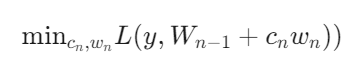 min_{c_n,w_n} L(y, W_{n−1} + c_n w_n))